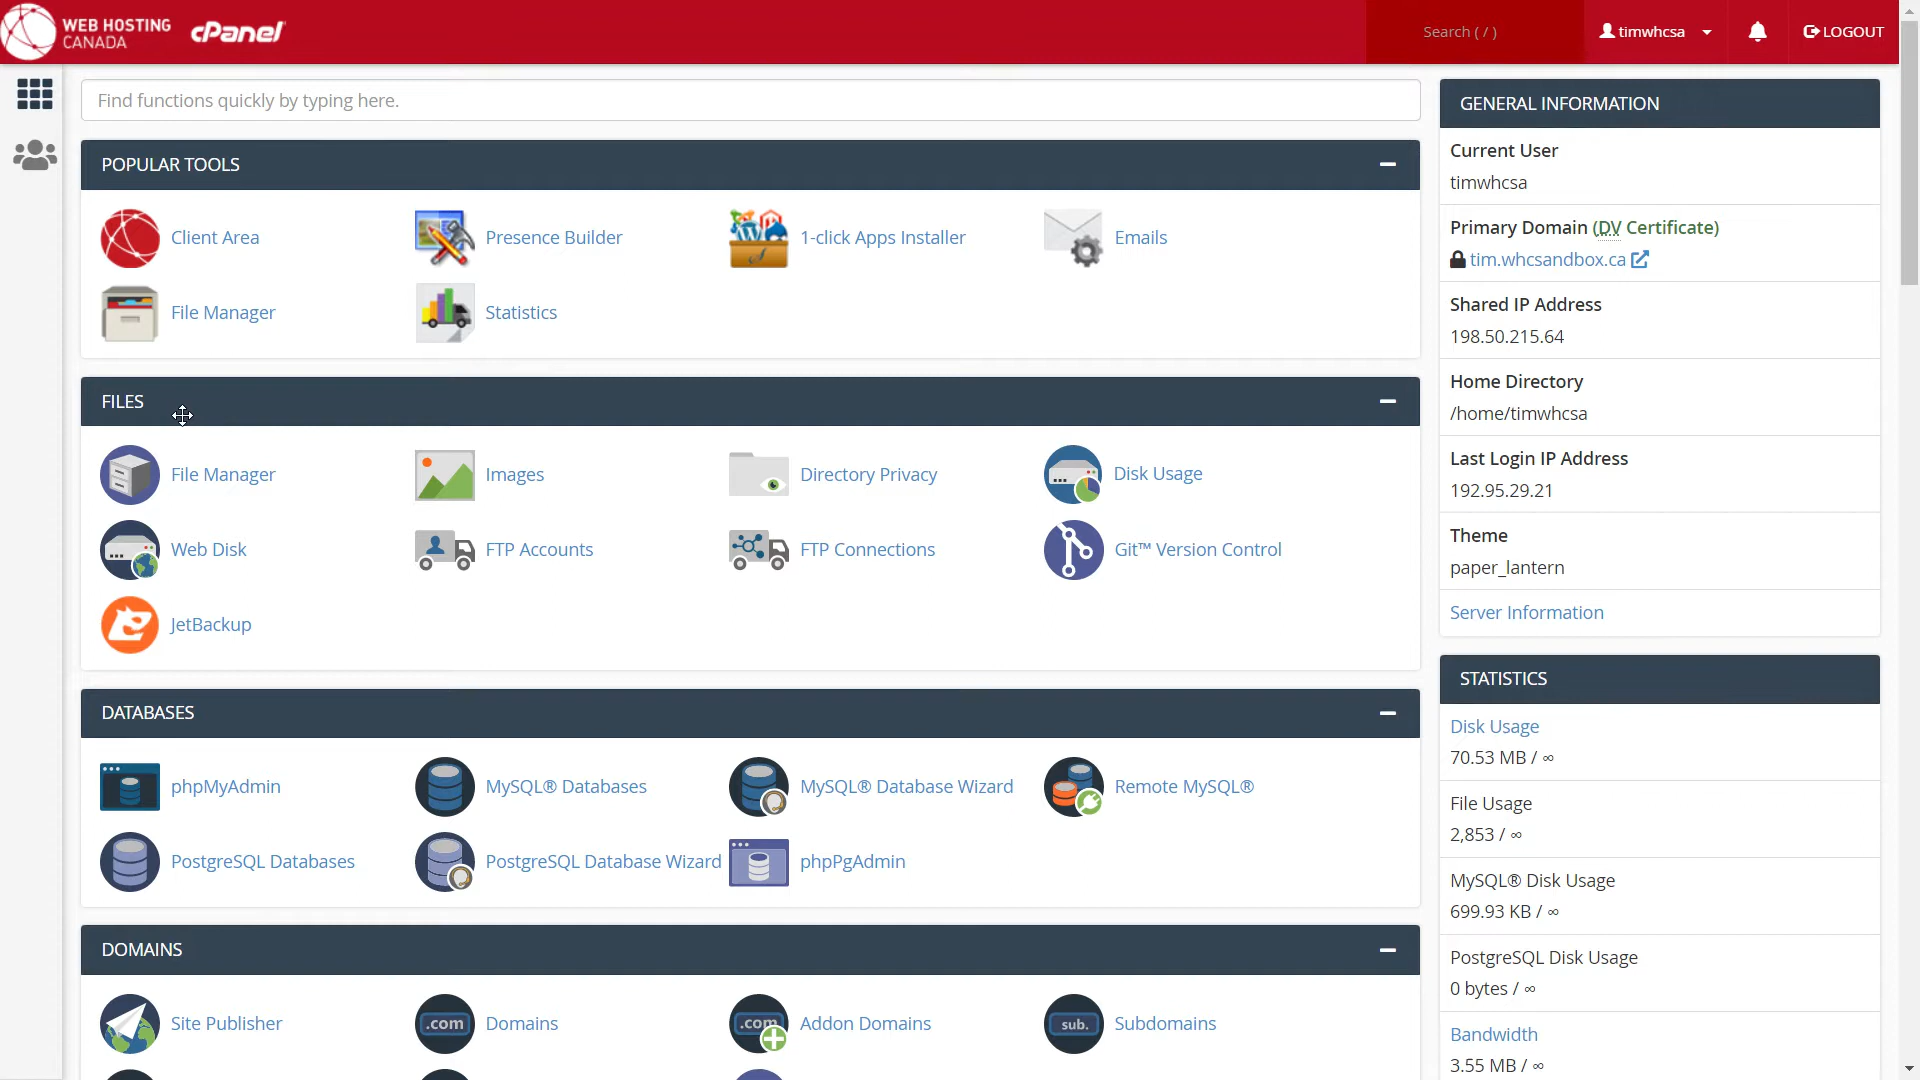 WEB HOSTING
CANADA
cPanel
Search ( / )
timwhcsa
LOGOUT
Find functions quickly by typing here.
POPULAR TOOLS
Client Area
Presence Builder
1-click Apps Installer
Emails
File Manager
Statistics
FILES
File Manager
Images
Directory Privacy
Disk Usage
Web Disk
FTP Accounts
FTP Connections
Git™ Version Control
JetBackup
DATABASES
phpMyAdmin
MySQL® Databases
MySQL® Database Wizard
Remote MySQL®
PostgreSQL Databases
PostgreSQL Database Wizard
phpPgAdmin
DOMAINS
Site Publisher
.com
Domains
.com
Addon Domains
sub.
Subdomains
GENERAL INFORMATION
Current User
timwhcsa
Primary Domain (DV Certificate)
tim.whcsandbox.ca
Shared IP Address
198.50.215.64
Home Directory
/home/timwhcsa
Last Login IP Address
192.95.29.21
Theme
paper_lantern
Server Information
STATISTICS
Disk Usage
70.53 MB / ∞
File Usage
2,853 / ∞
MySQL® Disk Usage
699.93 KB / ∞
PostgreSQL Disk Usage
0 bytes / ∞
Bandwidth
3.55 MB / ∞